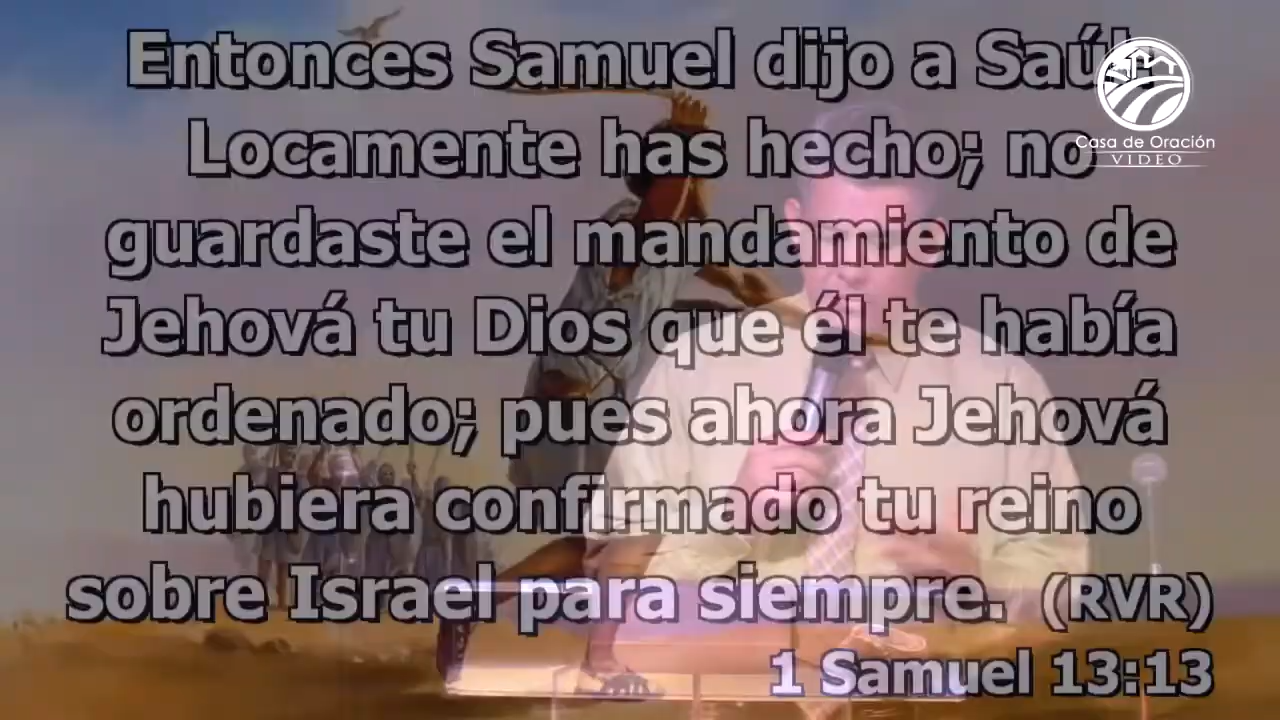 Entonces Samuel dijo a Saúl:
Locamente has hecho; no
guardaste el mandamiento de
Jehová tu Dios que él te había
ordenado; pues ahora Jehová
hubiera confirmado tu reino
sobre Israel para siempre. (RVR)
1 Samuel 13:13
Casa de Oración
VIDEO